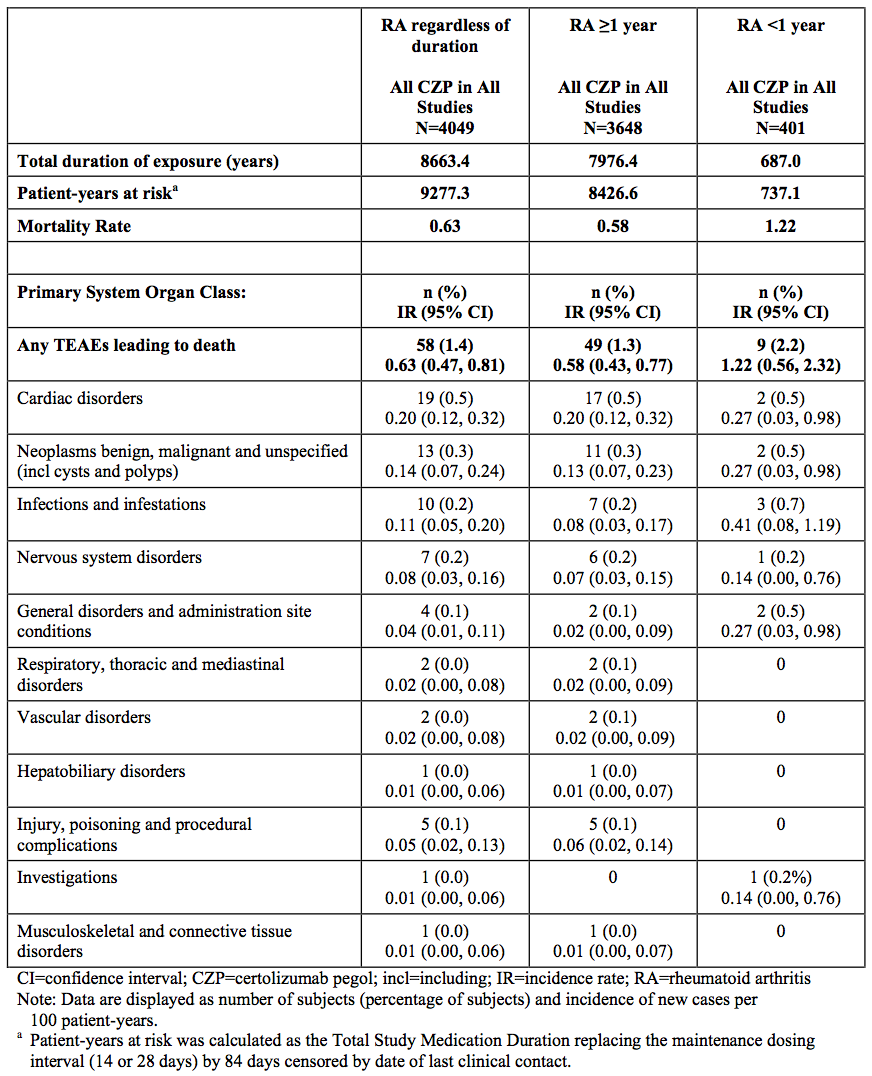 RA regardless of duration
All CZP in All Studies
N=4049
RA ≥1 year
All CZP in All Studies
N=3648
RA <1 year
All CZP in All Studies
N=401
Total duration of exposure (years) 8663.4 7976.4 687.0
Patient-years at riskᵃ 9277.3 8426.6 737.1
Mortality Rate 0.63 0.58 1.22
Primary System Organ Class: n (%) n (%) n (%)
IR (95% CI) IR (95% CI) IR (95% CI)
Any TEAEs leading to death 58 (1.4) 49 (1.3) 9 (2.2)
0.63 (0.47, 0.81) 0.58 (0.43, 0.77) 1.22 (0.56, 2.32)
Cardiac disorders 19 (0.5) 17 (0.5) 2 (0.5)
0.20 (0.12, 0.32) 0.20 (0.12, 0.32) 0.27 (0.03, 0.98)
Neoplasms benign, malignant and unspecified 13 (0.3) 11 (0.3) 2 (0.5)
(incl cysts and polyps) 0.14 (0.07, 0.24) 0.13 (0.07, 0.23) 0.27 (0.03, 0.98)
Infections and infestations 10 (0.2) 7 (0.2) 3 (0.7)
0.11 (0.05, 0.20) 0.08 (0.03, 0.17) 0.41 (0.08, 1.19)
Nervous system disorders 7 (0.2) 6 (0.2) 1 (0.2)
0.08 (0.03, 0.16) 0.07 (0.03, 0.15) 0.14 (0.00, 0.76)
General disorders and administration site 4 (0.1) 2 (0.1) 2 (0.5)
conditions 0.04 (0.01, 0.11) 0.02 (0.00, 0.09) 0.27 (0.03, 0.98)
Respiratory, thoracic and mediastinal 2 (0.0) 2 (0.1) 0
disorders 0.02 (0.00, 0.08) 0.02 (0.00, 0.09)
Vascular disorders 2 (0.0) 2 (0.1) 0
0.02 (0.00, 0.08) 0.02 (0.00, 0.09)
Hepatobiliary disorders 1 (0.0) 1 (0.0) 0
0.01 (0.00, 0.06) 0.01 (0.00, 0.07)
Injury, poisoning and procedural 5 (0.1) 5 (0.1) 0
complications 0.05 (0.02, 0.13) 0.06 (0.02, 0.14)
Investigations 1 (0.0) 0 1 (0.2%)
0.01 (0.00, 0.06) 0.14 (0.00, 0.76)
Musculoskeletal and connective tissue 1 (0.0) 1 (0.0) 0
disorders 0.01 (0.00, 0.06) 0.01 (0.00, 0.07)
CI=confidence interval; CZP=certolizumab pegol; incl=including; IR=incidence rate; RA=rheumatoid arthritis
Note: Data are displayed as number of subjects (percentage of subjects) and incidence of new cases per
100 patient-years.
ᵃ Patient-years at risk was calculated as the Total Study Medication Duration replacing the maintenance dosing
interval (14 or 28 days) by 84 days censored by date of last clinical contact.